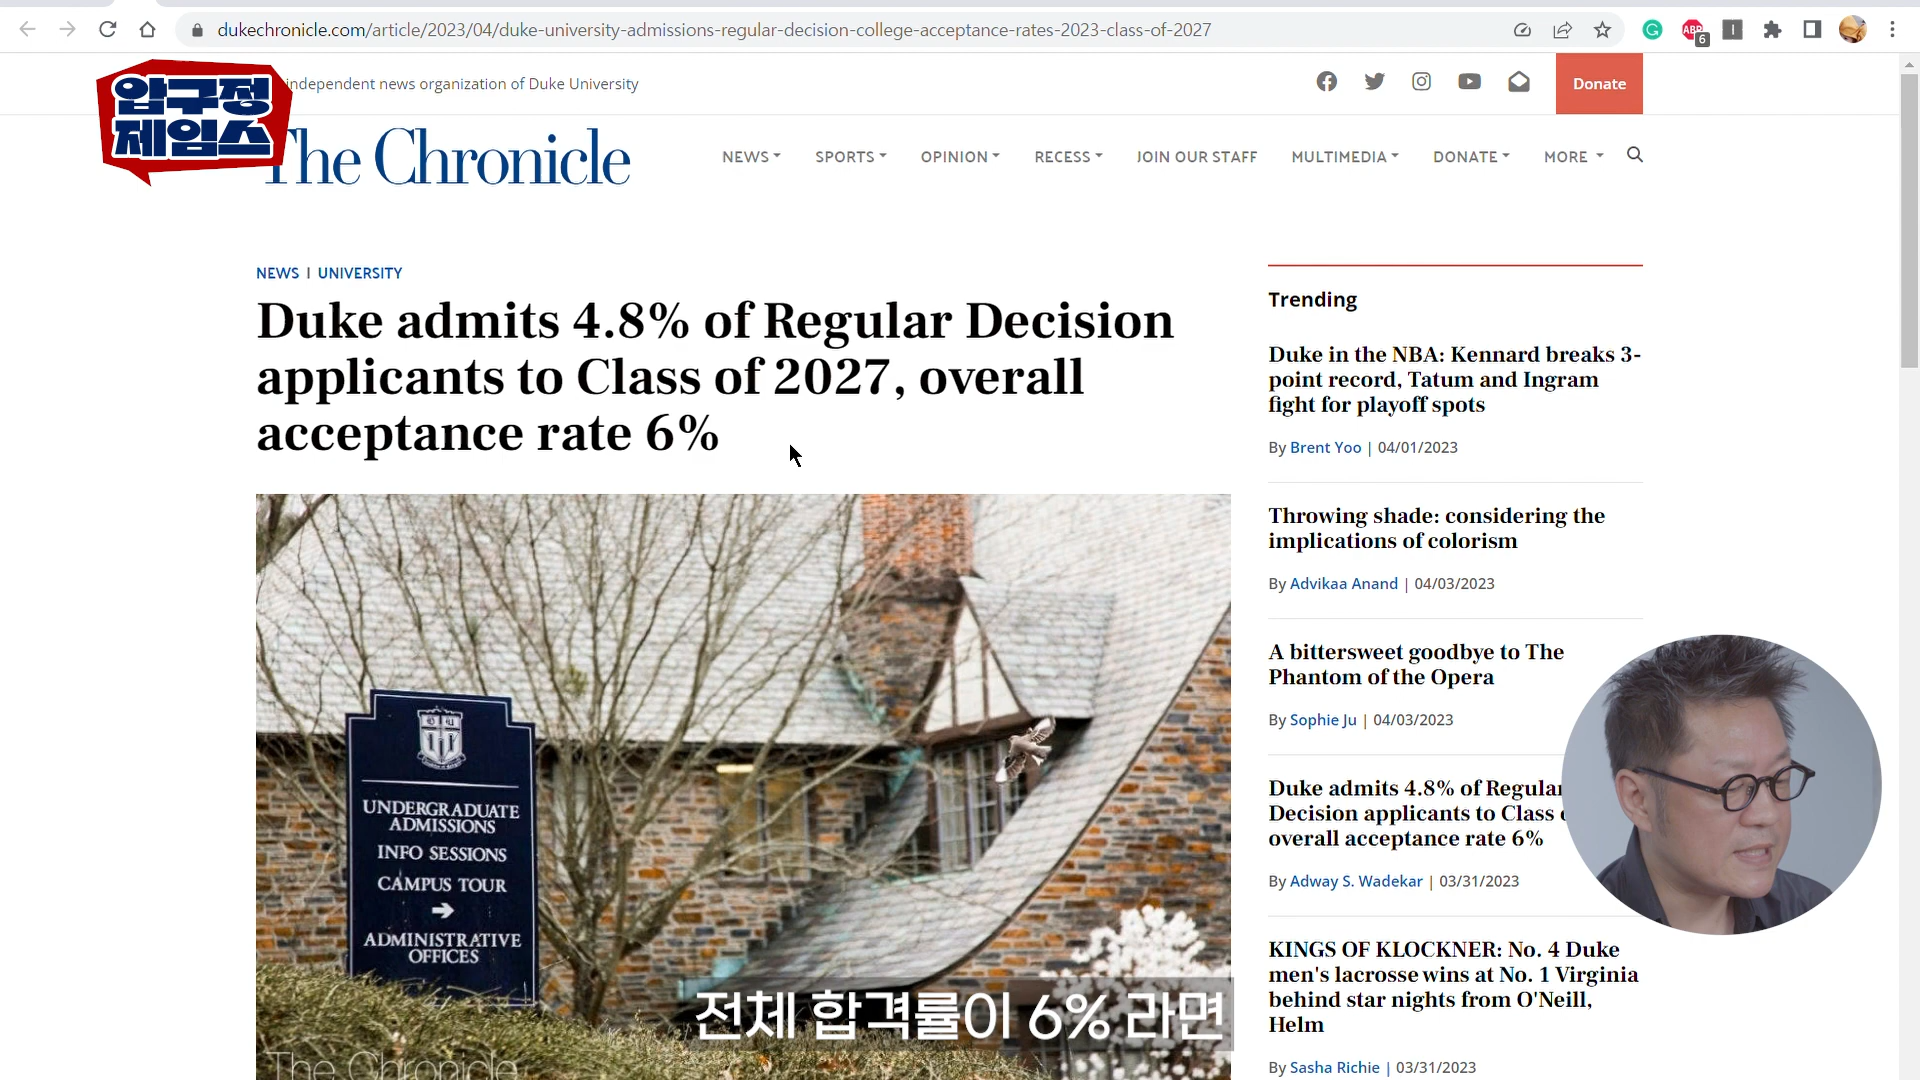 dukechronicle.com/article/2023/04/duke-university-admissions-regular-decision-college-acceptance-rates-2023-class-of-2027
6
압구정
제임스
independent news organization of Duke University
Donate
The Chronicle
NEWS SPORTS OPINION RECESS JOIN OUR STAFF MULTIMEDIA DONATE MORE
NEWS | UNIVERSITY
Duke admits 4.8% of Regular Decision
applicants to Class of 2027, overall
acceptance rate 6%
UNDERGRADUATE
ADMISSIONS
INFO SESSIONS
CAMPUS TOUR
ADMINISTRATIVE
OFFICES
The Chronicle
전체 합격률이 6% 라면
Trending
Duke in the NBA: Kennard breaks 3-
point record, Tatum and Ingram
fight for playoff spots
By Brent Yoo | 04/01/2023
Throwing shade: considering the
implications of colorism
By Advikaa Anand | 04/03/2023
A bittersweet goodbye to The
Phantom of the Opera
By Sophie Ju | 04/03/2023
Duke admits 4.8% of Regular
Decision applicants to Class
overall acceptance rate 6%
By Adway S. Wadekar | 03/31/2023
KINGS OF KLOCKNER: No. 4 Duke
men's lacrosse wins at No. 1 Virginia
behind star nights from O'Neill,
Helm
By Sasha Richie | 03/31/2023